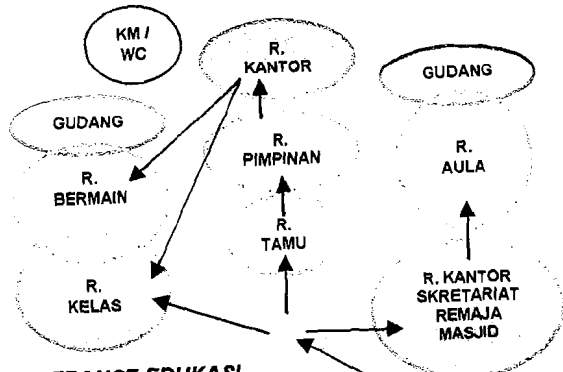 KM /
WC
R.
KANTOR
GUDANG
GUDANG
R.
BERMAIN
R.
PIMPINAN
R.
AULA
R.
TAMU
R.
KELAS
R. KANTOR
SKRETARIAT
REMAJA
MASJID
EDUKASI